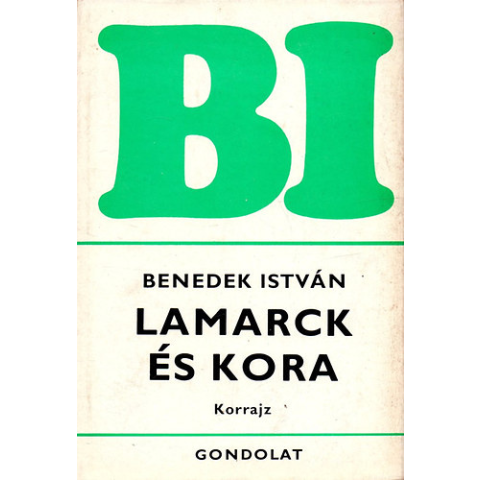 BI
BENEDEK ISTVÁN
LAMARCK
ÉS KORA
Korrajz
GONDOLAT